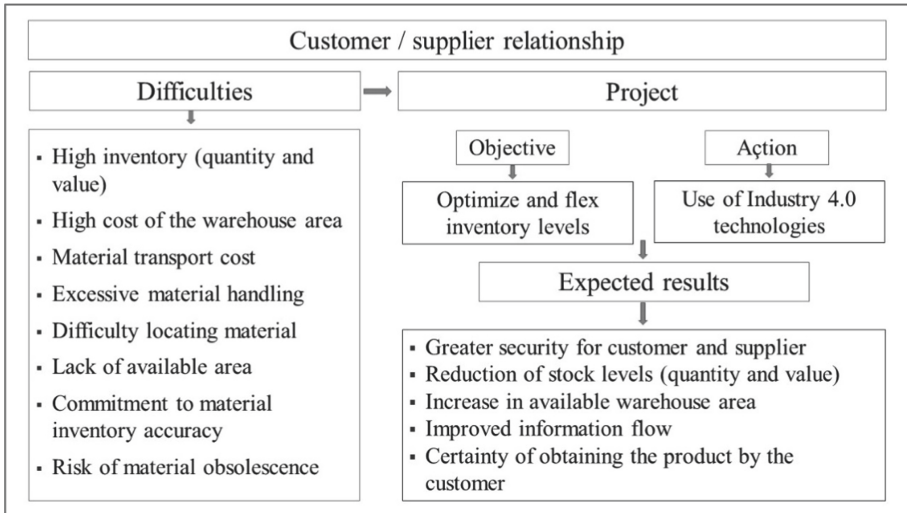 Customer / supplier relationship
Difficulties
Project
▪ High inventory (quantity and
value)
▪ High cost of the warehouse area
▪ Material transport cost
▪ Excessive material handling
▪ Difficulty locating material
▪ Lack of available area
▪ Commitment to material
inventory accuracy
▪ Risk of material obsolescence
Objective
Açtion
Optimize and flex
inventory levels
Use of Industry 4.0
technologies
Expected results
▪ Greater security for customer and supplier
▪ Reduction of stock levels (quantity and value)
▪ Increase in available warehouse area
▪ Improved information flow
▪ Certainty of obtaining the product by the
customer